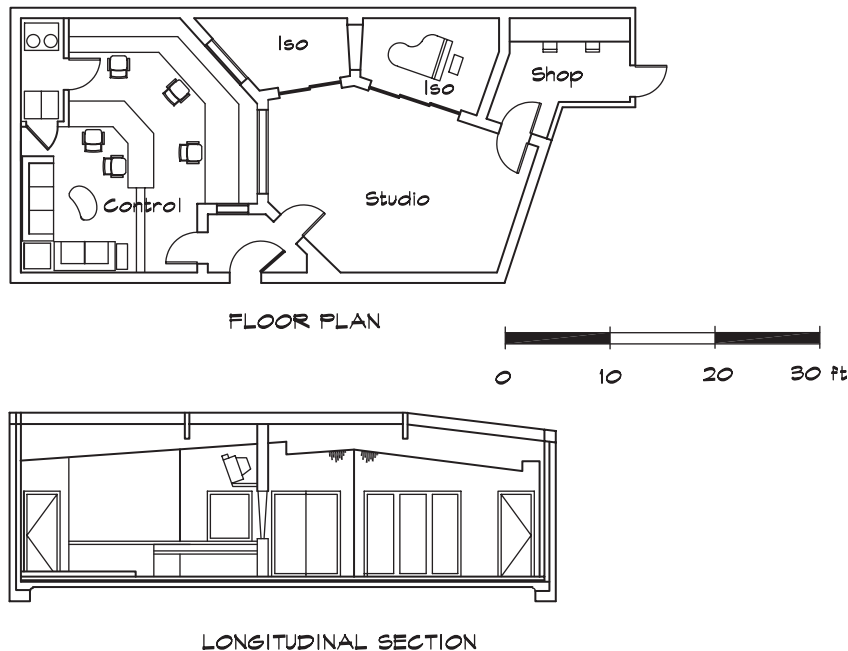 Iso
Iso
Shop
Control
Studio
FLOOR PLAN
0 10 20 30 ft
LONGITUDINAL SECTION